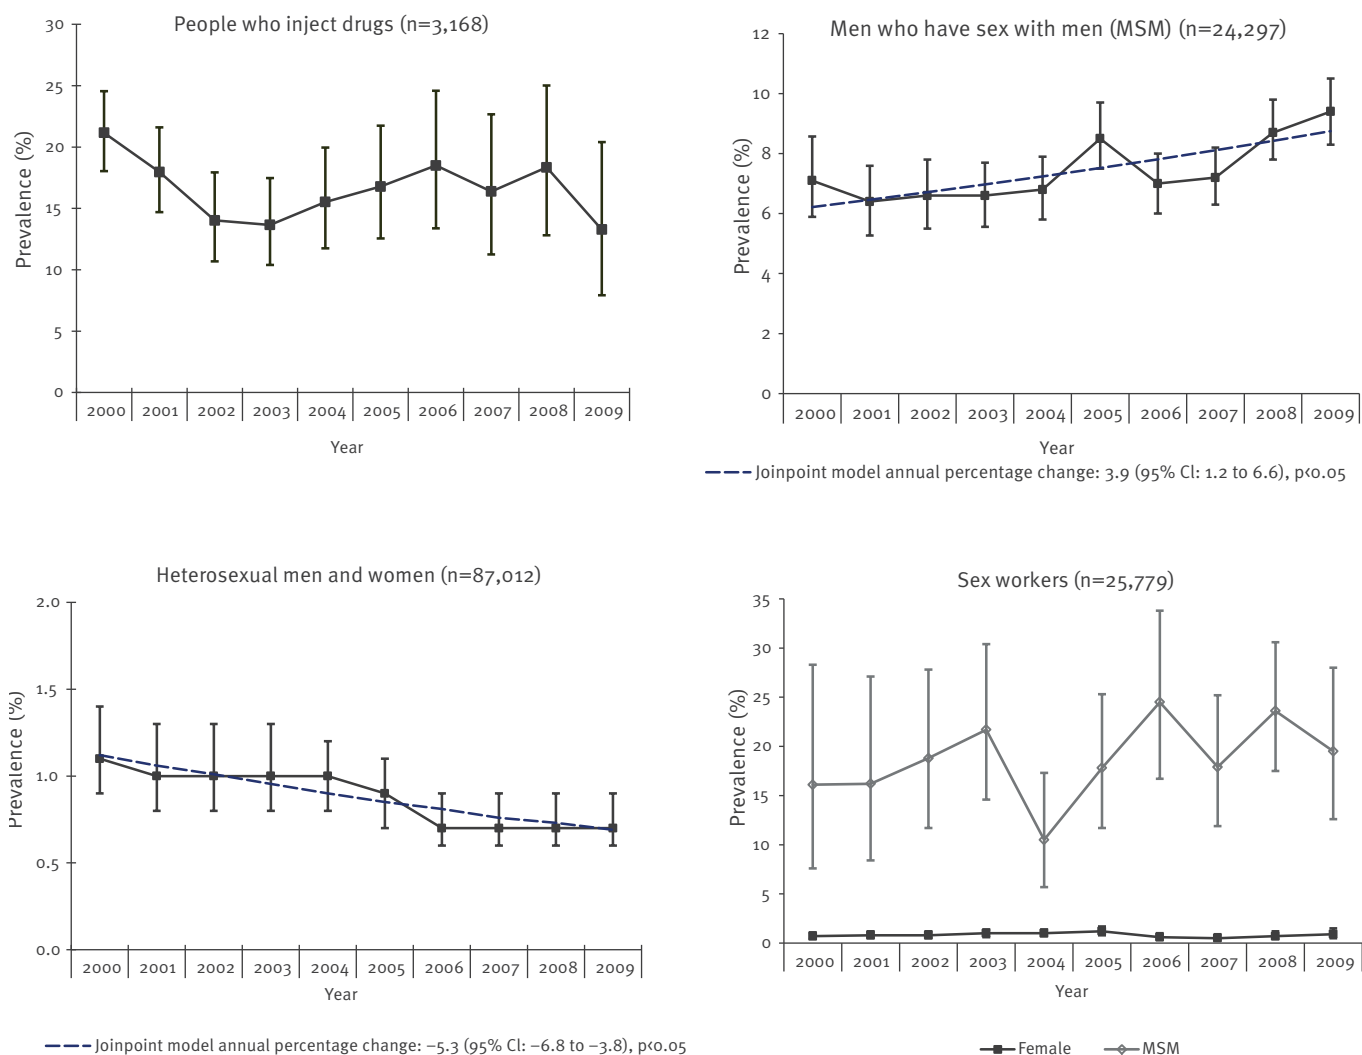 People who inject drugs (n=3,168)
Prevalence (%)
30
25
20
15
10
5
0
2000 2001 2002 2003 2004 2005 2006 2007 2008 2009
Year
Men who have sex with men (MSM) (n=24,297)
Prevalence (%)
12
10
8
6
4
2
0
2000 2001 2002 2003 2004 2005 2006 2007 2008 2009
Year
Joinpoint model annual percentage change: 3.9 (95% CI: 1.2 to 6.6), p<0.05
Heterosexual men and women (n=87,012)
Prevalence (%)
2.0
1.5
1.0
0.5
0.0
2000 2001 2002 2003 2004 2005 2006 2007 2008 2009
Year
Joinpoint model annual percentage change: −5.3 (95% CI: −6.8 to −3.8), p<0.05
Sex workers (n=25,779)
Prevalence (%)
35
30
25
20
15
10
5
0
2000 2001 2002 2003 2004 2005 2006 2007 2008 2009
Year
Female MSM